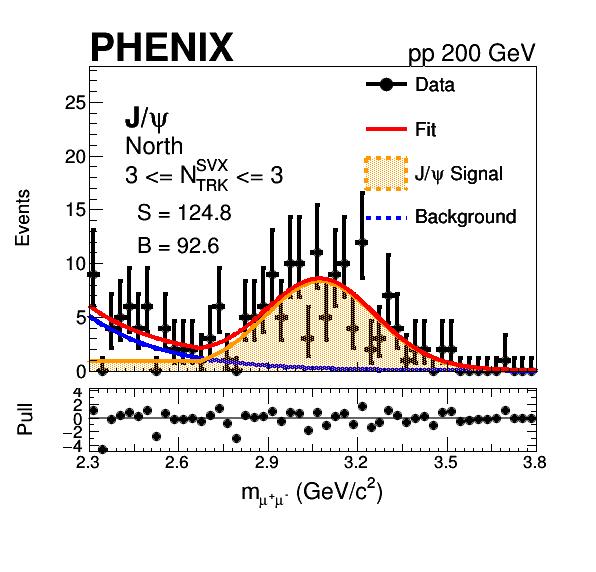 PHENIX pp 200 GeV
Data
Fit
J/ψ Signal
Background
J/ψ
North
3 <= N_TRK^SVX <= 3
S = 124.8
B = 92.6
Events
25
20
15
10
5
0
Pull
4
2
0
−2
−4
2.3 2.6 2.9 3.2 3.5 3.8
m_μ⁺μ⁻ (GeV/c²)